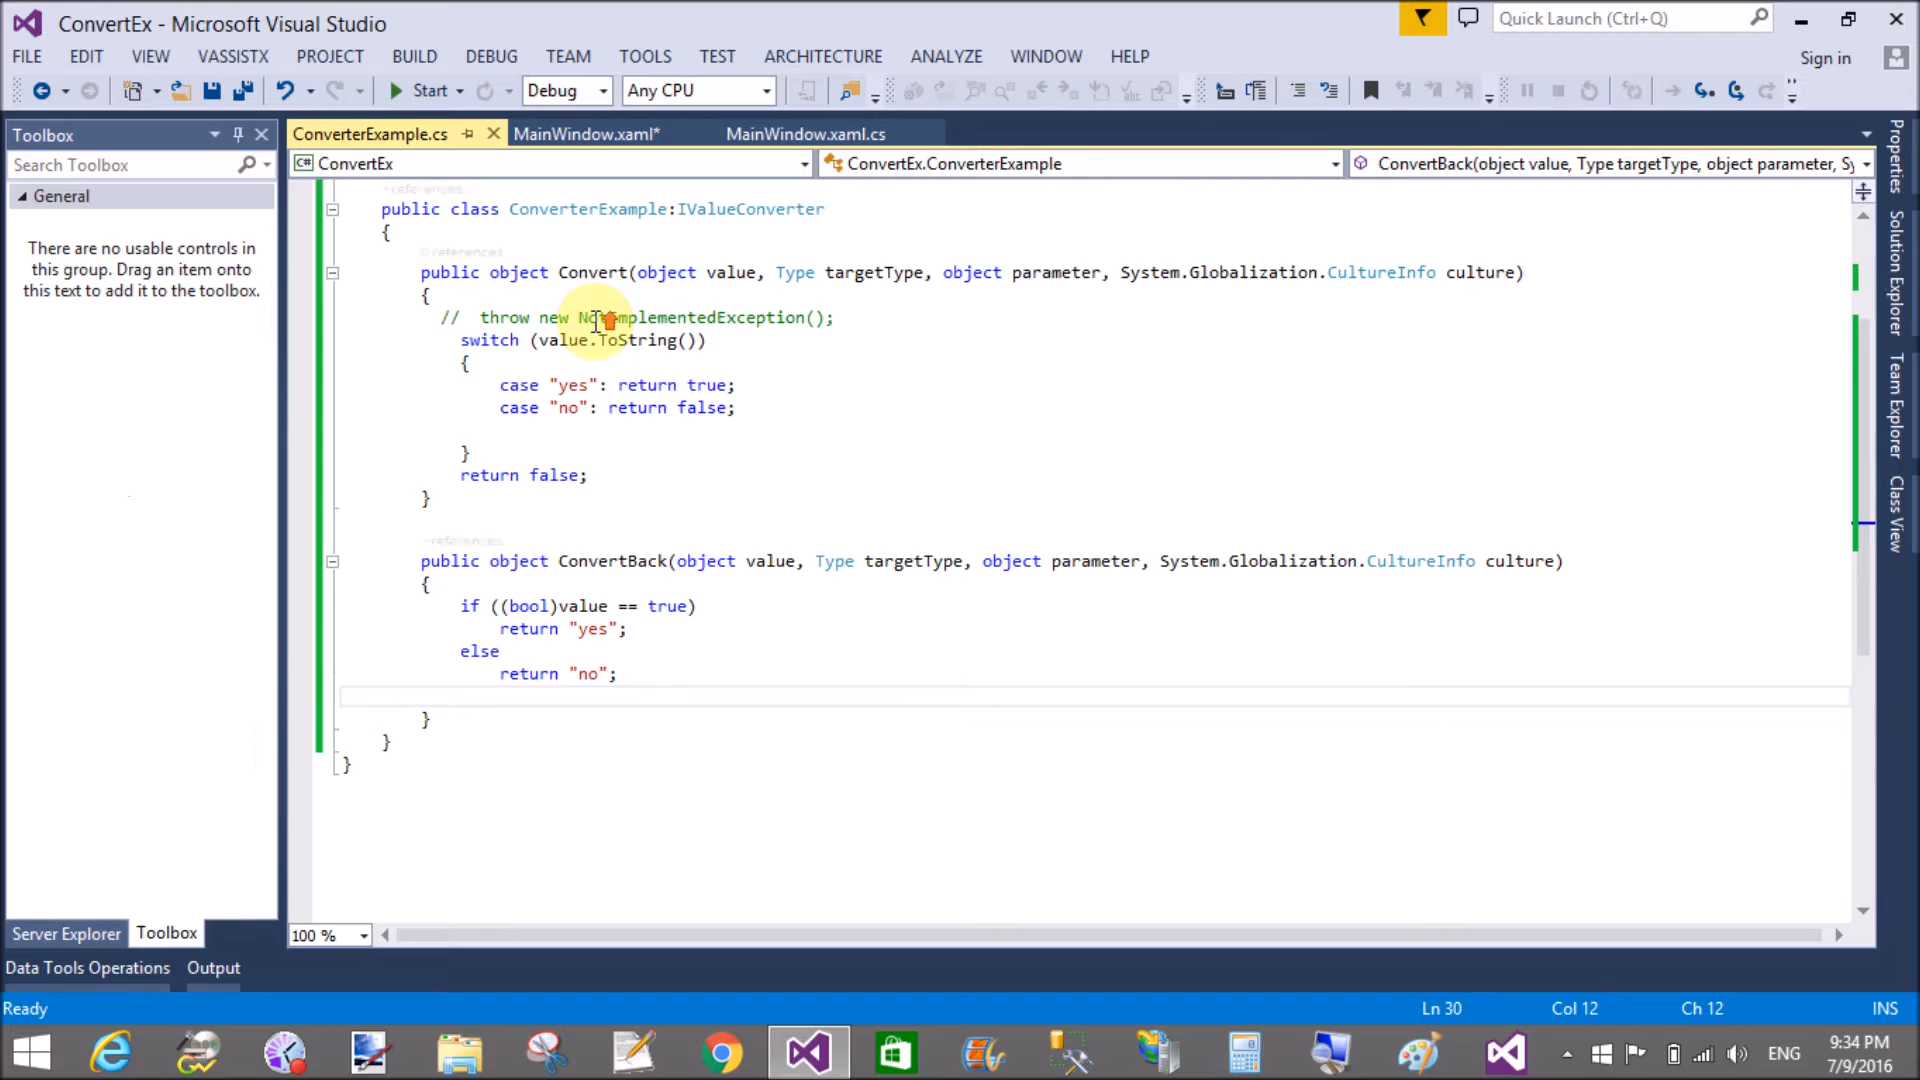 ConvertEx - Microsoft Visual Studio
Quick Launch (Ctrl+Q)
FILE EDIT VIEW VASSISTX PROJECT BUILD DEBUG TEAM TOOLS TEST ARCHITECTURE ANALYZE WINDOW HELP
Sign in
Start Debug Any CPU
Toolbox
Search Toolbox
General
There are no usable controls in
this group. Drag an item onto
this text to add it to the toolbox.
ConverterExample.cs MainWindow.xaml* MainWindow.xaml.cs
C# ConvertEx ConvertEx.ConverterExample ConvertBack(object value, Type targetType, object parameter, Sy
references
public class ConverterExample:IValueConverter
{
0 references
public object Convert(object value, Type targetType, object parameter, System.Globalization.CultureInfo culture)
{
// throw new NotImplementedException();
switch (value.ToString())
{
case "yes": return true;
case "no": return false;
}
return false;
}
references
public object ConvertBack(object value, Type targetType, object parameter, System.Globalization.CultureInfo culture)
{
if ((bool)value == true)
return "yes";
else
return "no";
}
}
}
100 %
Properties
Solution Explorer
Team Explorer
Class View
Server Explorer Toolbox
Data Tools Operations Output
Ready
Ln 30 Col 12 Ch 12 INS
ENG
9:34 PM
7/9/2016